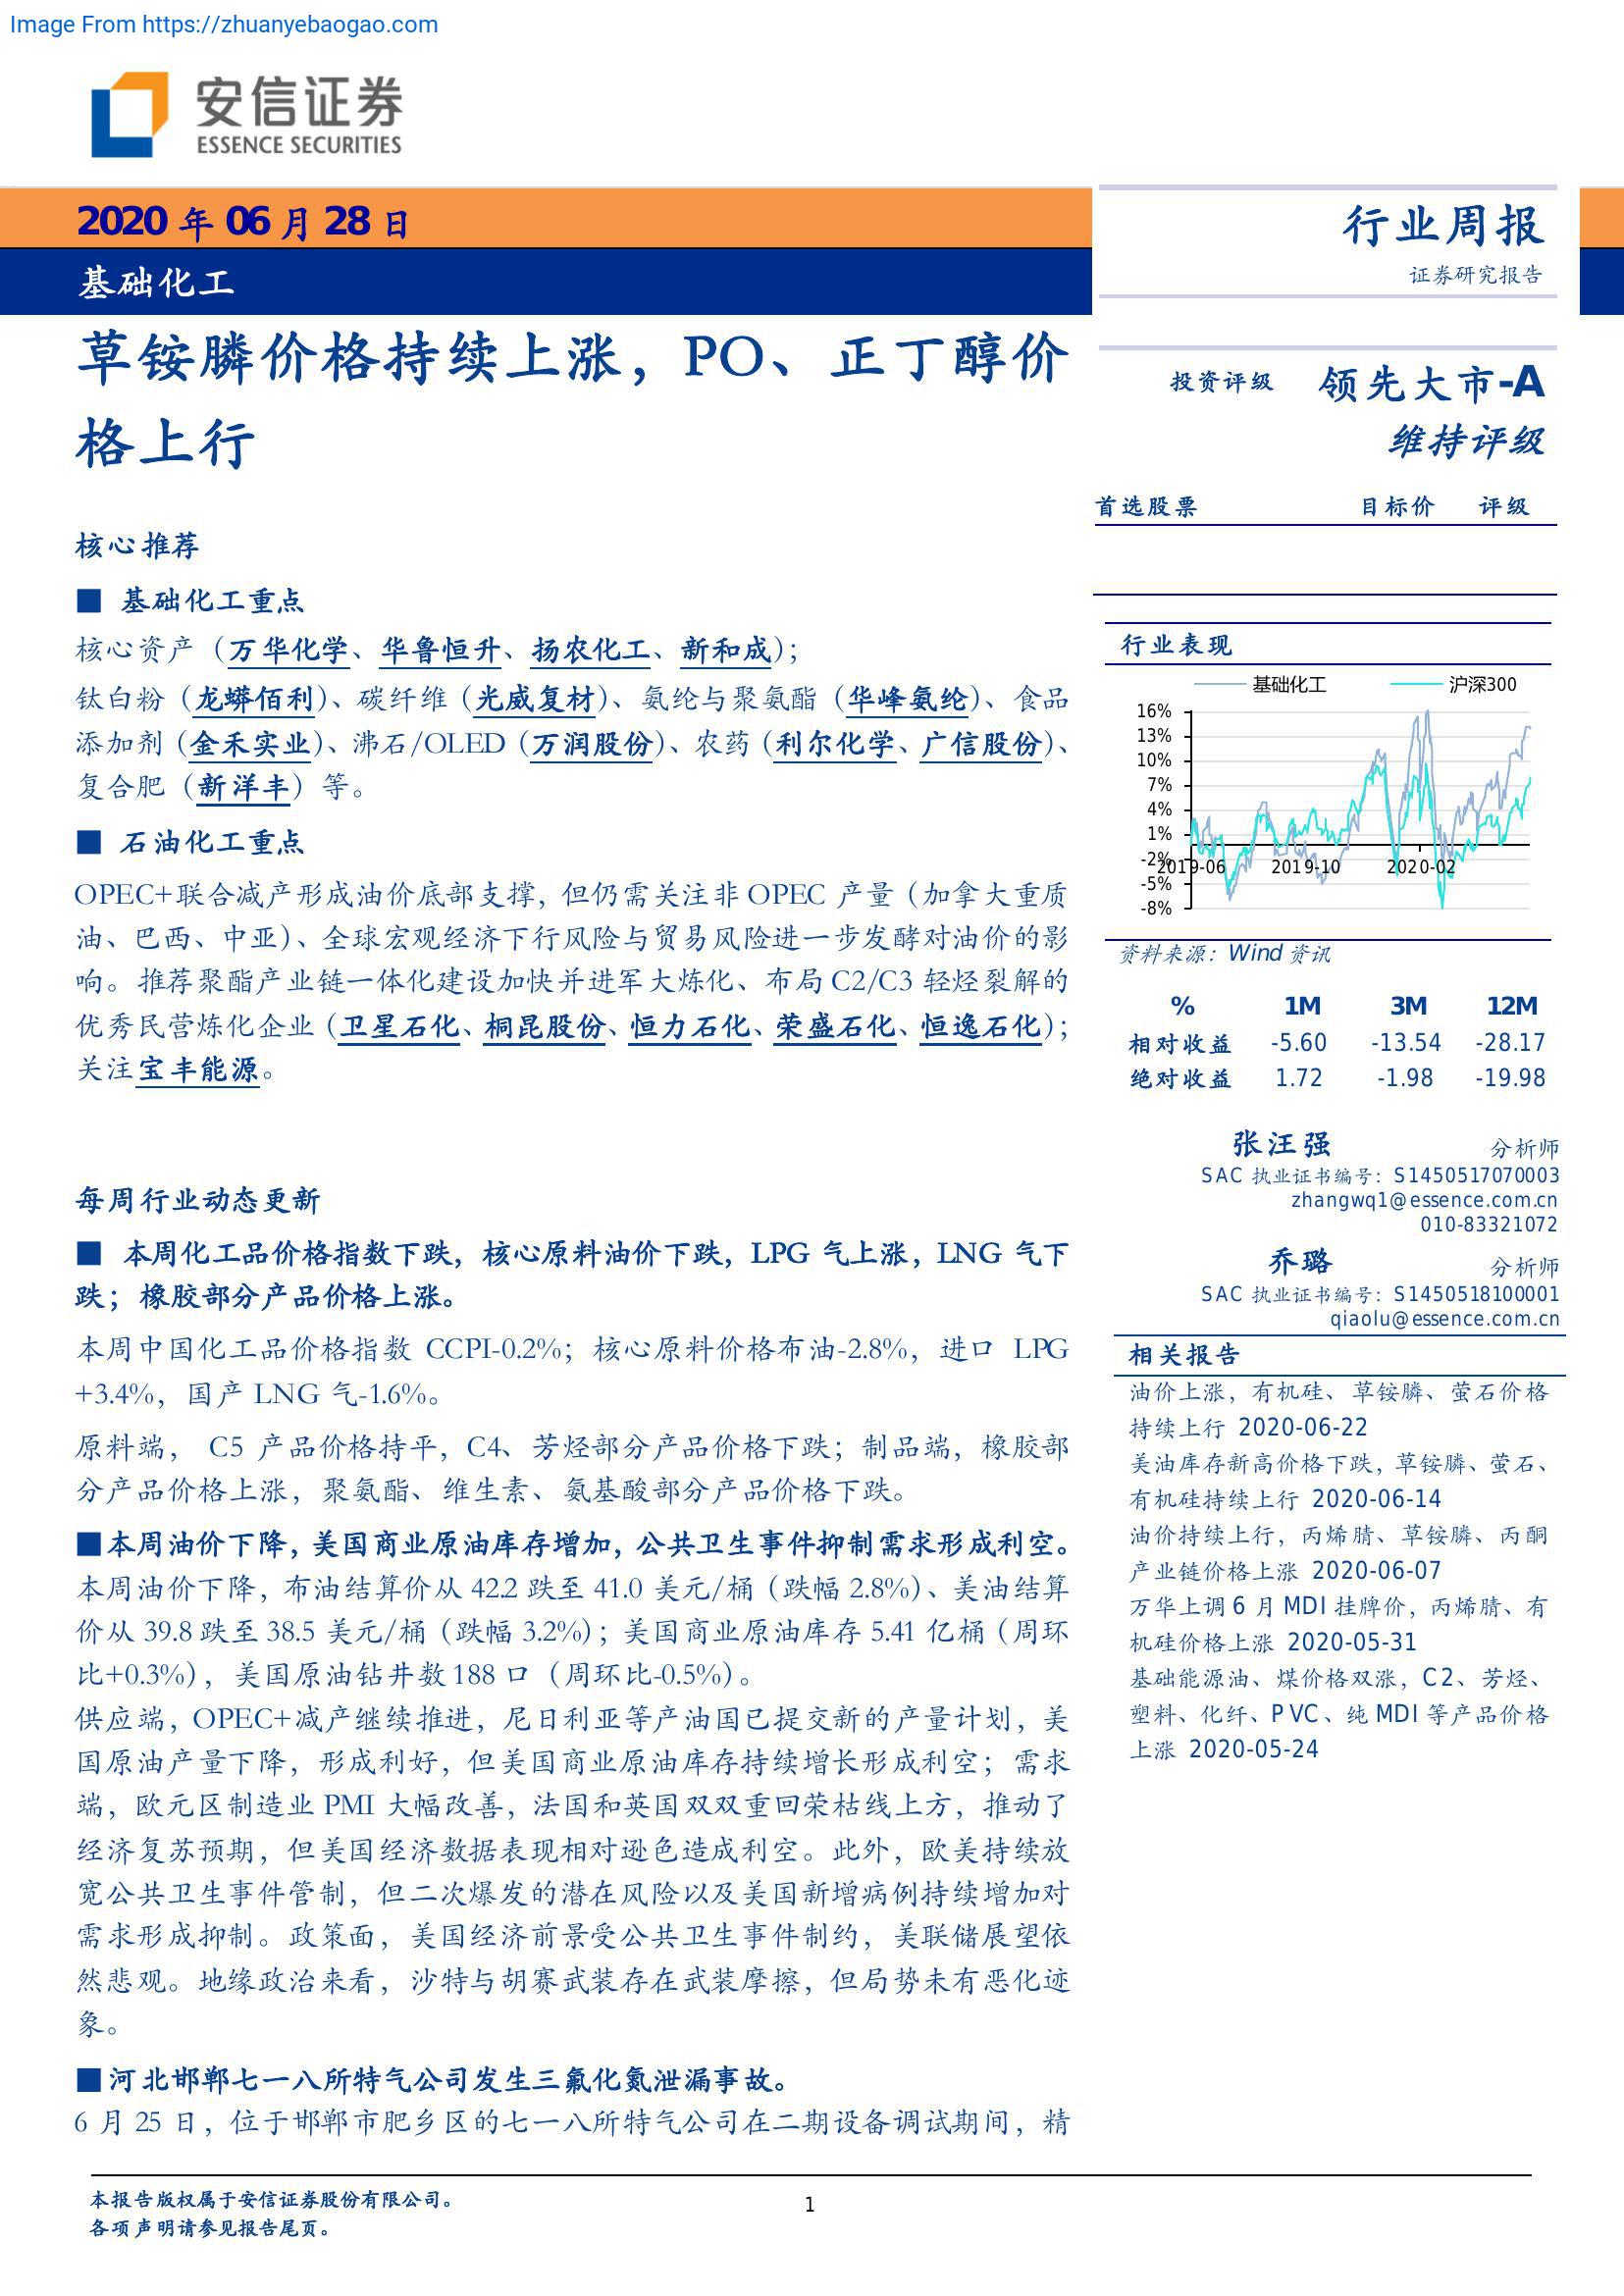 Image From https://zhuanyebaogao.com
安信证券
ESSENCE SECURITIES
2020 年 06 月 28 日
基础化工
行业周报
证券研究报告
草铵膦价格持续上涨，PO、正丁醇价
格上行
核心推荐
■ 基础化工重点
核心资产（万华化学、华鲁恒升、扬农化工、新和成）；
钛白粉（龙蟒佰利）、碳纤维（光威复材）、氨纶与聚氨酯（华峰氨纶）、食品
添加剂（金禾实业）、沸石/OLED（万润股份）、农药（利尔化学、广信股份）、
复合肥（新洋丰）等。
■ 石油化工重点
OPEC+联合减产形成油价底部支撑，但仍需关注非 OPEC 产量（加拿大重质
油、巴西、中亚）、全球宏观经济下行风险与贸易风险进一步发酵对油价的影
响。推荐聚酯产业链一体化建设加快并进军大炼化、布局 C2/C3 轻烃裂解的
优秀民营炼化企业（卫星石化、桐昆股份、恒力石化、荣盛石化、恒逸石化）；
关注宝丰能源。
每周行业动态更新
■ 本周化工品价格指数下跌，核心原料油价下跌，LPG 气上涨，LNG 气下
跌；橡胶部分产品价格上涨。
本周中国化工品价格指数 CCPI-0.2%；核心原料价格布油-2.8%，进口 LPG
+3.4%，国产 LNG 气-1.6%。
原料端， C5 产品价格持平，C4、芳烃部分产品价格下跌；制品端，橡胶部
分产品价格上涨，聚氨酯、维生素、氨基酸部分产品价格下跌。
■本周油价下降，美国商业原油库存增加，公共卫生事件抑制需求形成利空。
本周油价下降，布油结算价从 42.2 跌至 41.0 美元/桶（跌幅 2.8%）、美油结算
价从 39.8 跌至 38.5 美元/桶（跌幅 3.2%）；美国商业原油库存 5.41 亿桶（周环
比+0.3%），美国原油钻井数 188 口（周环比-0.5%）。
供应端，OPEC+减产继续推进，尼日利亚等产油国已提交新的产量计划，美
国原油产量下降，形成利好，但美国商业原油库存持续增长形成利空；需求
端，欧元区制造业 PMI 大幅改善，法国和英国双双重回荣枯线上方，推动了
经济复苏预期，但美国经济数据表现相对逊色造成利空。此外，欧美持续放
宽公共卫生事件管制，但二次爆发的潜在风险以及美国新增病例持续增加对
需求形成抑制。政策面，美国经济前景受公共卫生事件制约，美联储展望依
然悲观。地缘政治来看，沙特与胡赛武装存在武装摩擦，但局势未有恶化迹
象。
■河北邯郸七一八所特气公司发生三氟化氮泄漏事故。
6 月 25 日，位于邯郸市肥乡区的七一八所特气公司在二期设备调试期间，精
投资评级 领先大市-A
维持评级
首选股票 目标价 评级
行业表现
基础化工 沪深300
16%
13%
10%
7%
4%
1%
-2%
-5%
-8%
2019-06 2019-10 2020-02
资料来源：Wind 资讯
% 1M 3M 12M
相对收益 -5.60 -13.54 -28.17
绝对收益 1.72 -1.98 -19.98
张汪强 分析师
SAC 执业证书编号：S1450517070003
zhangwq1@essence.com.cn
010-83321072
乔璐 分析师
SAC 执业证书编号：S1450518100001
qiaolu@essence.com.cn
相关报告
油价上涨，有机硅、草铵膦、萤石价格
持续上行 2020-06-22
美油库存新高价格下跌，草铵膦、萤石、
有机硅持续上行 2020-06-14
油价持续上行，丙烯腈、草铵膦、丙酮
产业链价格上涨 2020-06-07
万华上调 6 月 MDI 挂牌价，丙烯腈、有
机硅价格上涨 2020-05-31
基础能源油、煤价格双涨，C2、芳烃、
塑料、化纤、PVC、纯 MDI 等产品价格
上涨 2020-05-24
本报告版权属于安信证券股份有限公司。
各项声明请参见报告尾页。
1